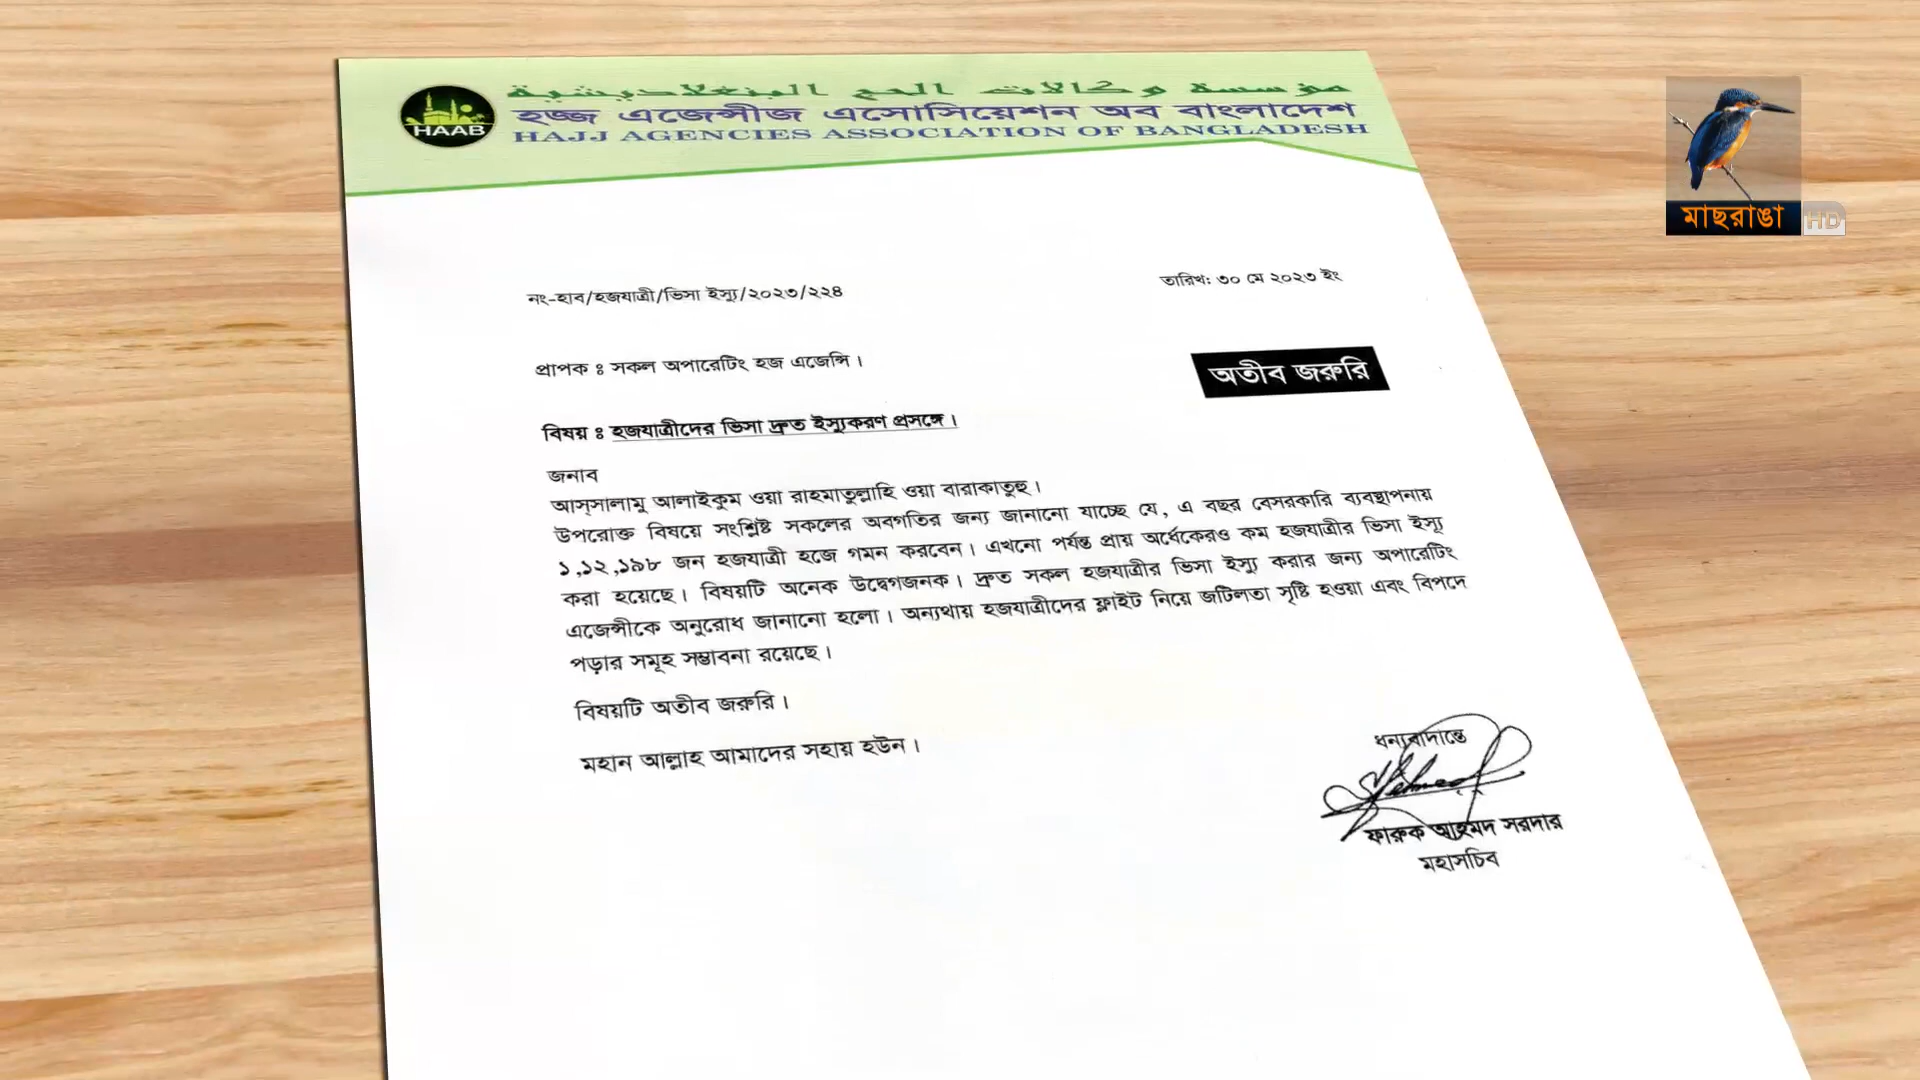 مؤسسة وكالات الحج البنغلاديشية
হজ্জ এজেন্সীজ এসোসিয়েশন অব বাংলাদেশ
HAJJ AGENCIES ASSOCIATION OF BANGLADESH
HAAB
মাছরাঙা HD
নং-হাব/হজযাত্রী/ভিসা ইস্যু/২০২৩/২২৪
তারিখ: ৩০ মে ২০২৩ ইং
প্রাপক ঃ সকল অপারেটিং হজ এজেন্সি।
অতীব জরুরি
বিষয় ঃ হজযাত্রীদের ভিসা দ্রুত ইস্যুকরণ প্রসঙ্গে।
জনাব
আস্সালামু আলাইকুম ওয়া রাহমাতুল্লাহি ওয়া বারাকাতুহু।
উপরোক্ত বিষয়ে সংশ্লিষ্ট সকলের অবগতির জন্য জানানো যাচ্ছে যে, এ বছর বেসরকারি ব্যবস্থাপনায়
১,১২,১৯৮ জন হজযাত্রী হজে গমন করবেন। এখনো পর্যন্ত প্রায় অর্ধেকেরও কম হজযাত্রীর ভিসা ইস্যু
করা হয়েছে। বিষয়টি অনেক উদ্বেগজনক। দ্রুত সকল হজযাত্রীর ভিসা ইস্যু করার জন্য অপারেটিং
এজেন্সীকে অনুরোধ জানানো হলো। অন্যথায় হজযাত্রীদের ফ্লাইট নিয়ে জটিলতা সৃষ্টি হওয়া এবং বিপদে
পড়ার সমূহ সম্ভাবনা রয়েছে।
বিষয়টি অতীব জরুরি।
মহান আল্লাহ আমাদের সহায় হউন।
ধন্যবাদান্তে
ফারুক আহমদ সরদার
মহাসচিব